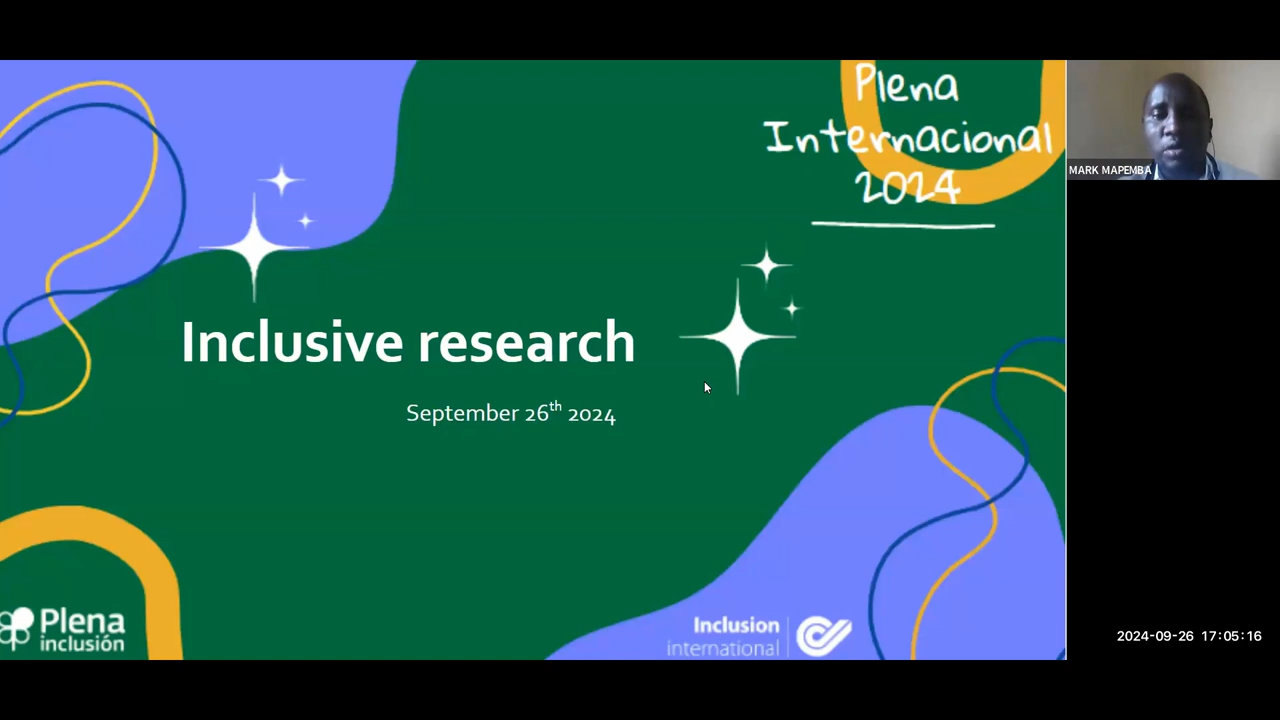 Plena
Internacional
2024
MARK MAPEMBA
Inclusive research
September 26th 2024
Plena
inclusión
Inclusion
international
2024-09-26 17:05:16